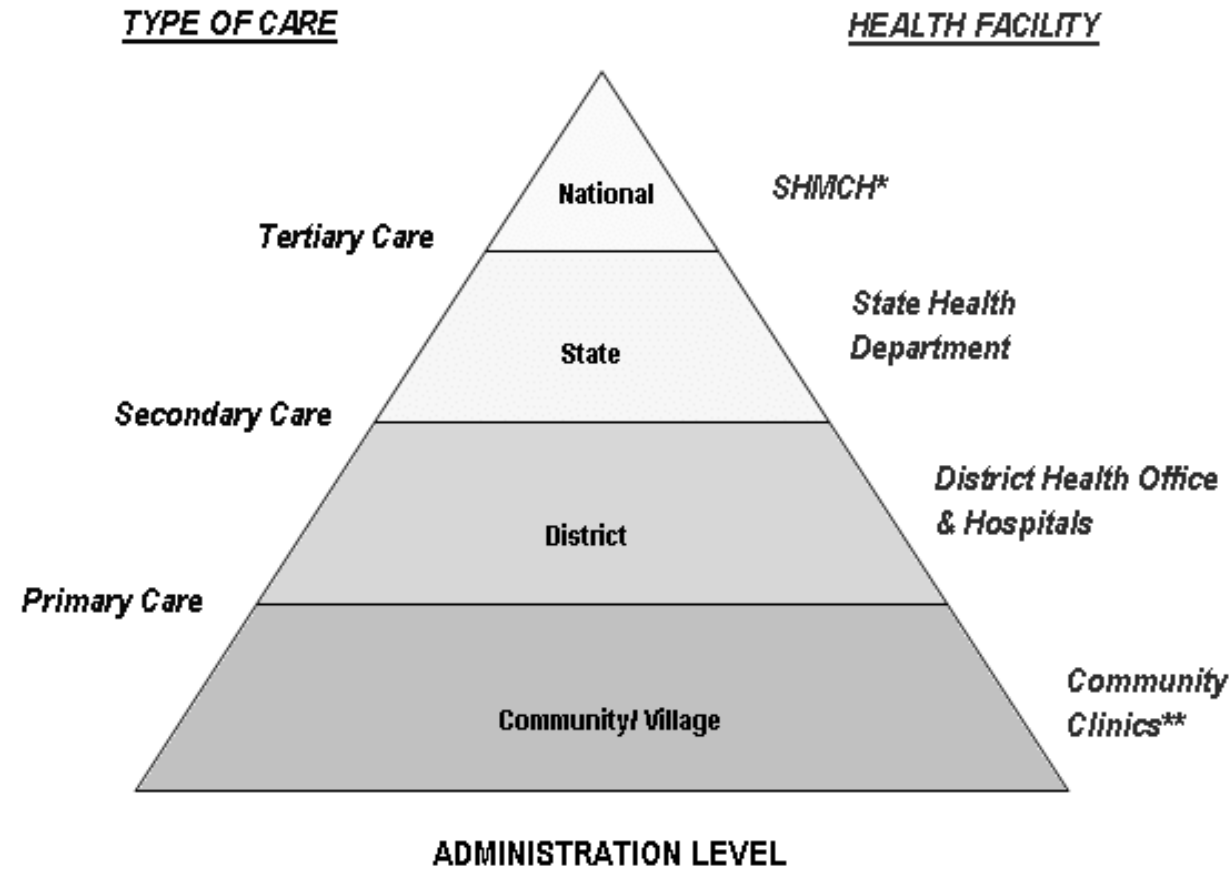 TYPE OF CARE
HEALTH FACILITY
National
SHMCH*
Tertiary Care
State Health
Department
State
Secondary Care
District Health Office
& Hospitals
District
Primary Care
Community
Clinics**
Community/ Village
ADMINISTRATION LEVEL